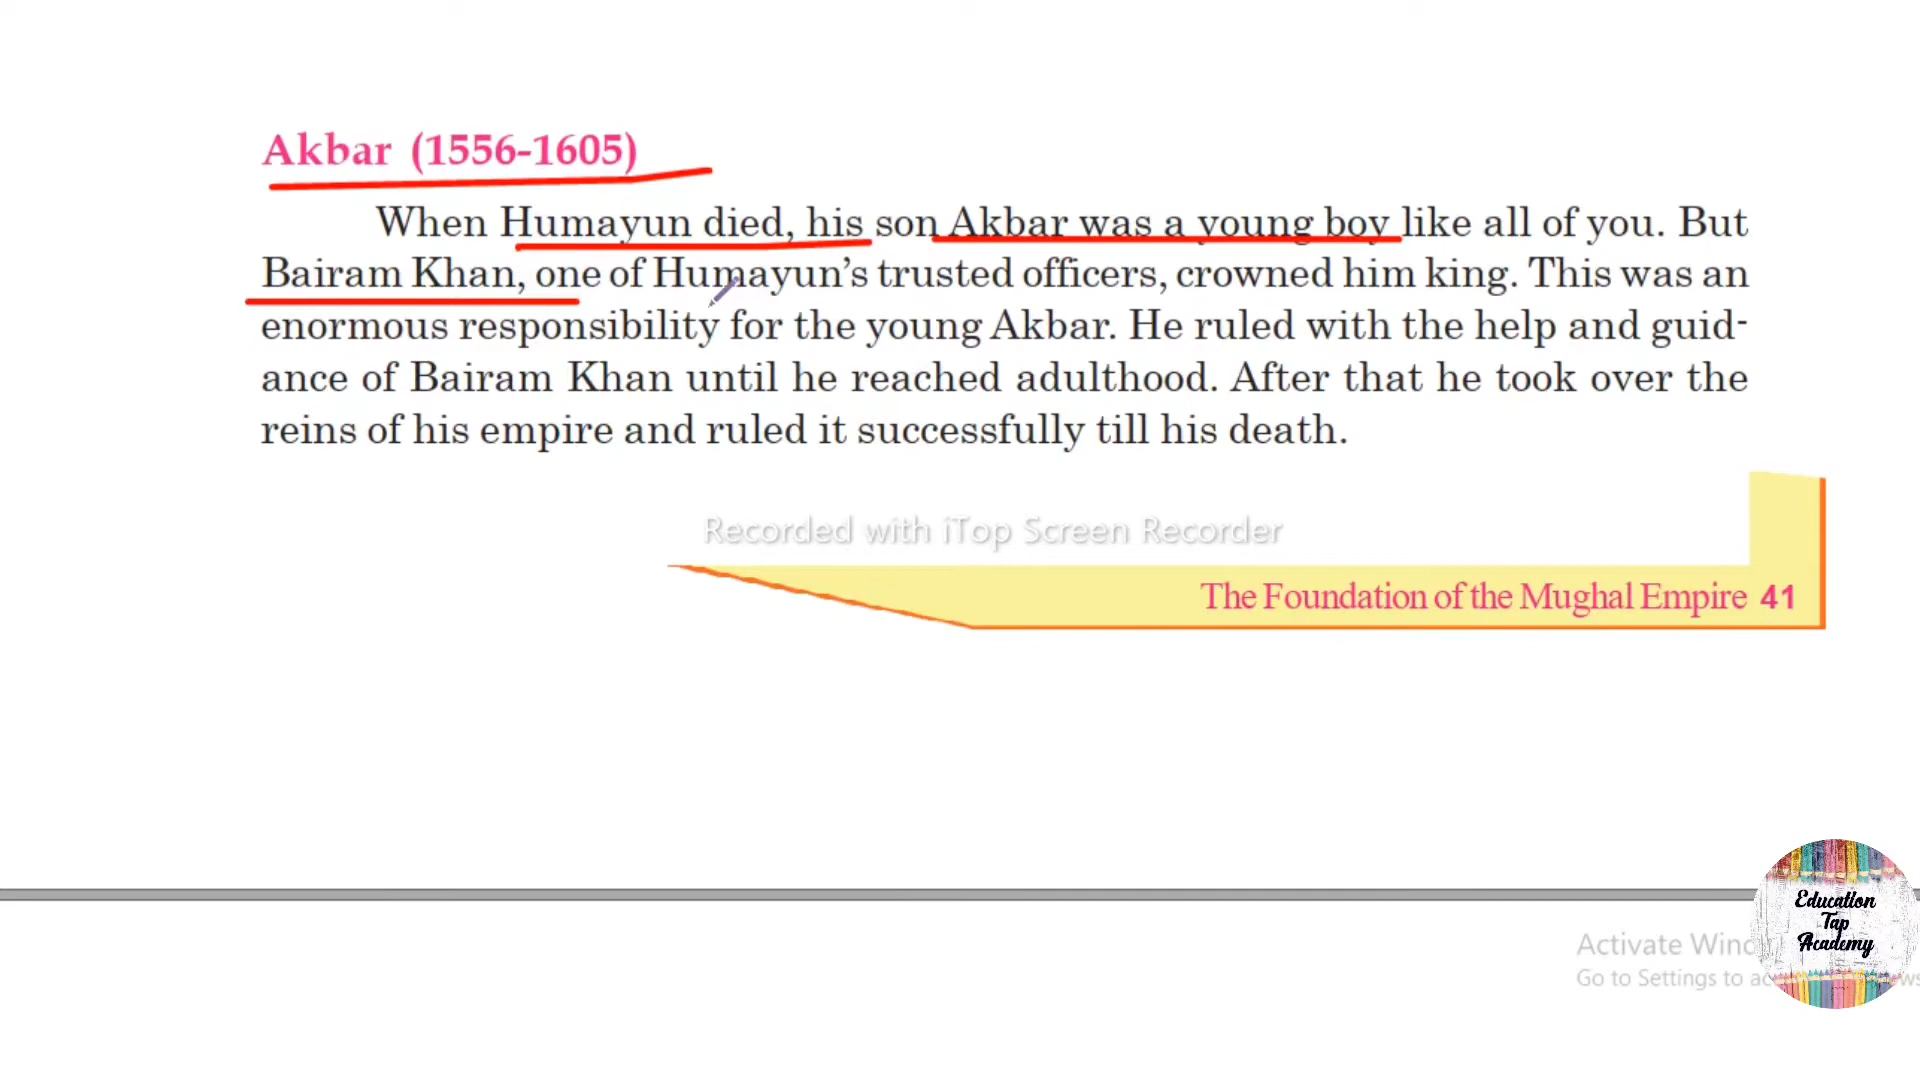 Akbar (1556-1605)
When Humayun died, his son Akbar was a young boy like all of you. But
Bairam Khan, one of Humayun’s trusted officers, crowned him king. This was an
enormous responsibility for the young Akbar. He ruled with the help and guid-
ance of Bairam Khan until he reached adulthood. After that he took over the
reins of his empire and ruled it successfully till his death.
Recorded with iTop Screen Recorder
The Foundation of the Mughal Empire 41
Education
Tap
Academy
Activate
Go to Settings to